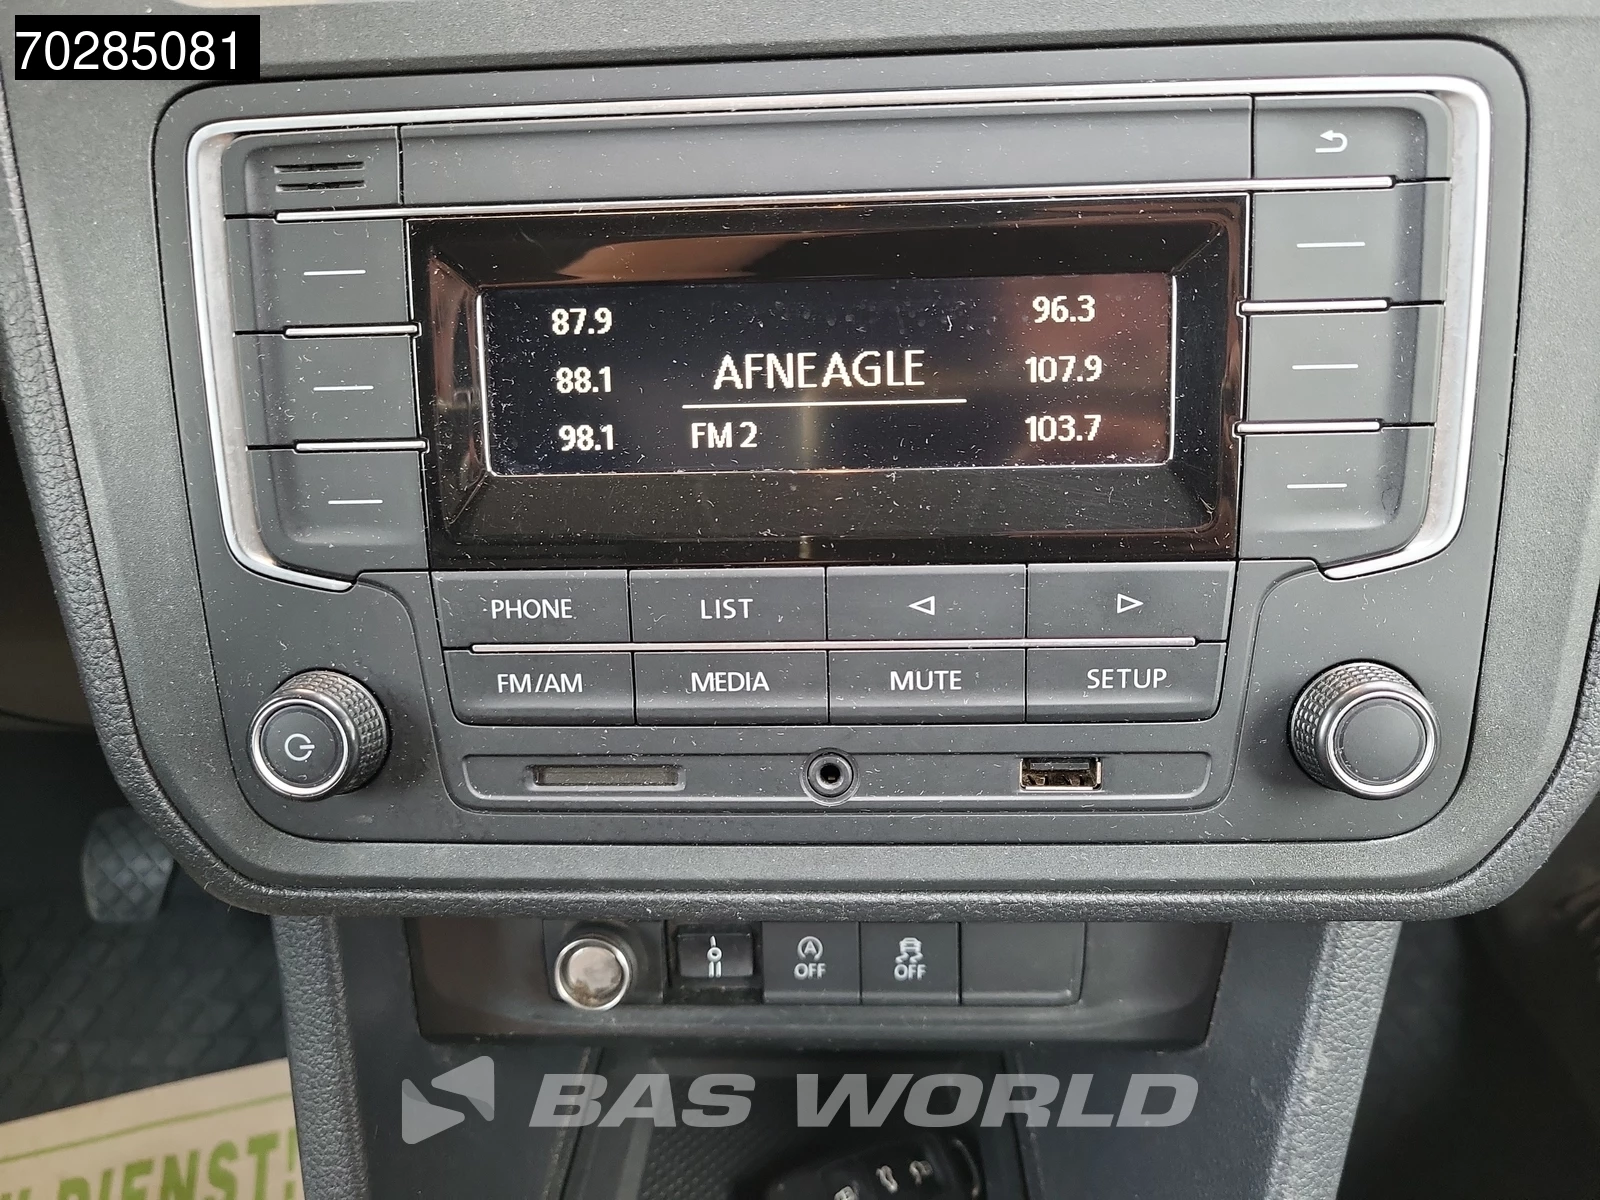 70285081
87.9
96.3
88.1
AFNEAGLE
107.9
98.1
FM 2
103.7
PHONE
LIST
FM/AM
MEDIA
MUTE
SETUP
A
OFF
OFF
BAS WORLD
DIENST!